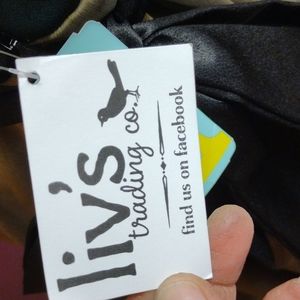 liv's
trading co.
find us on facebook